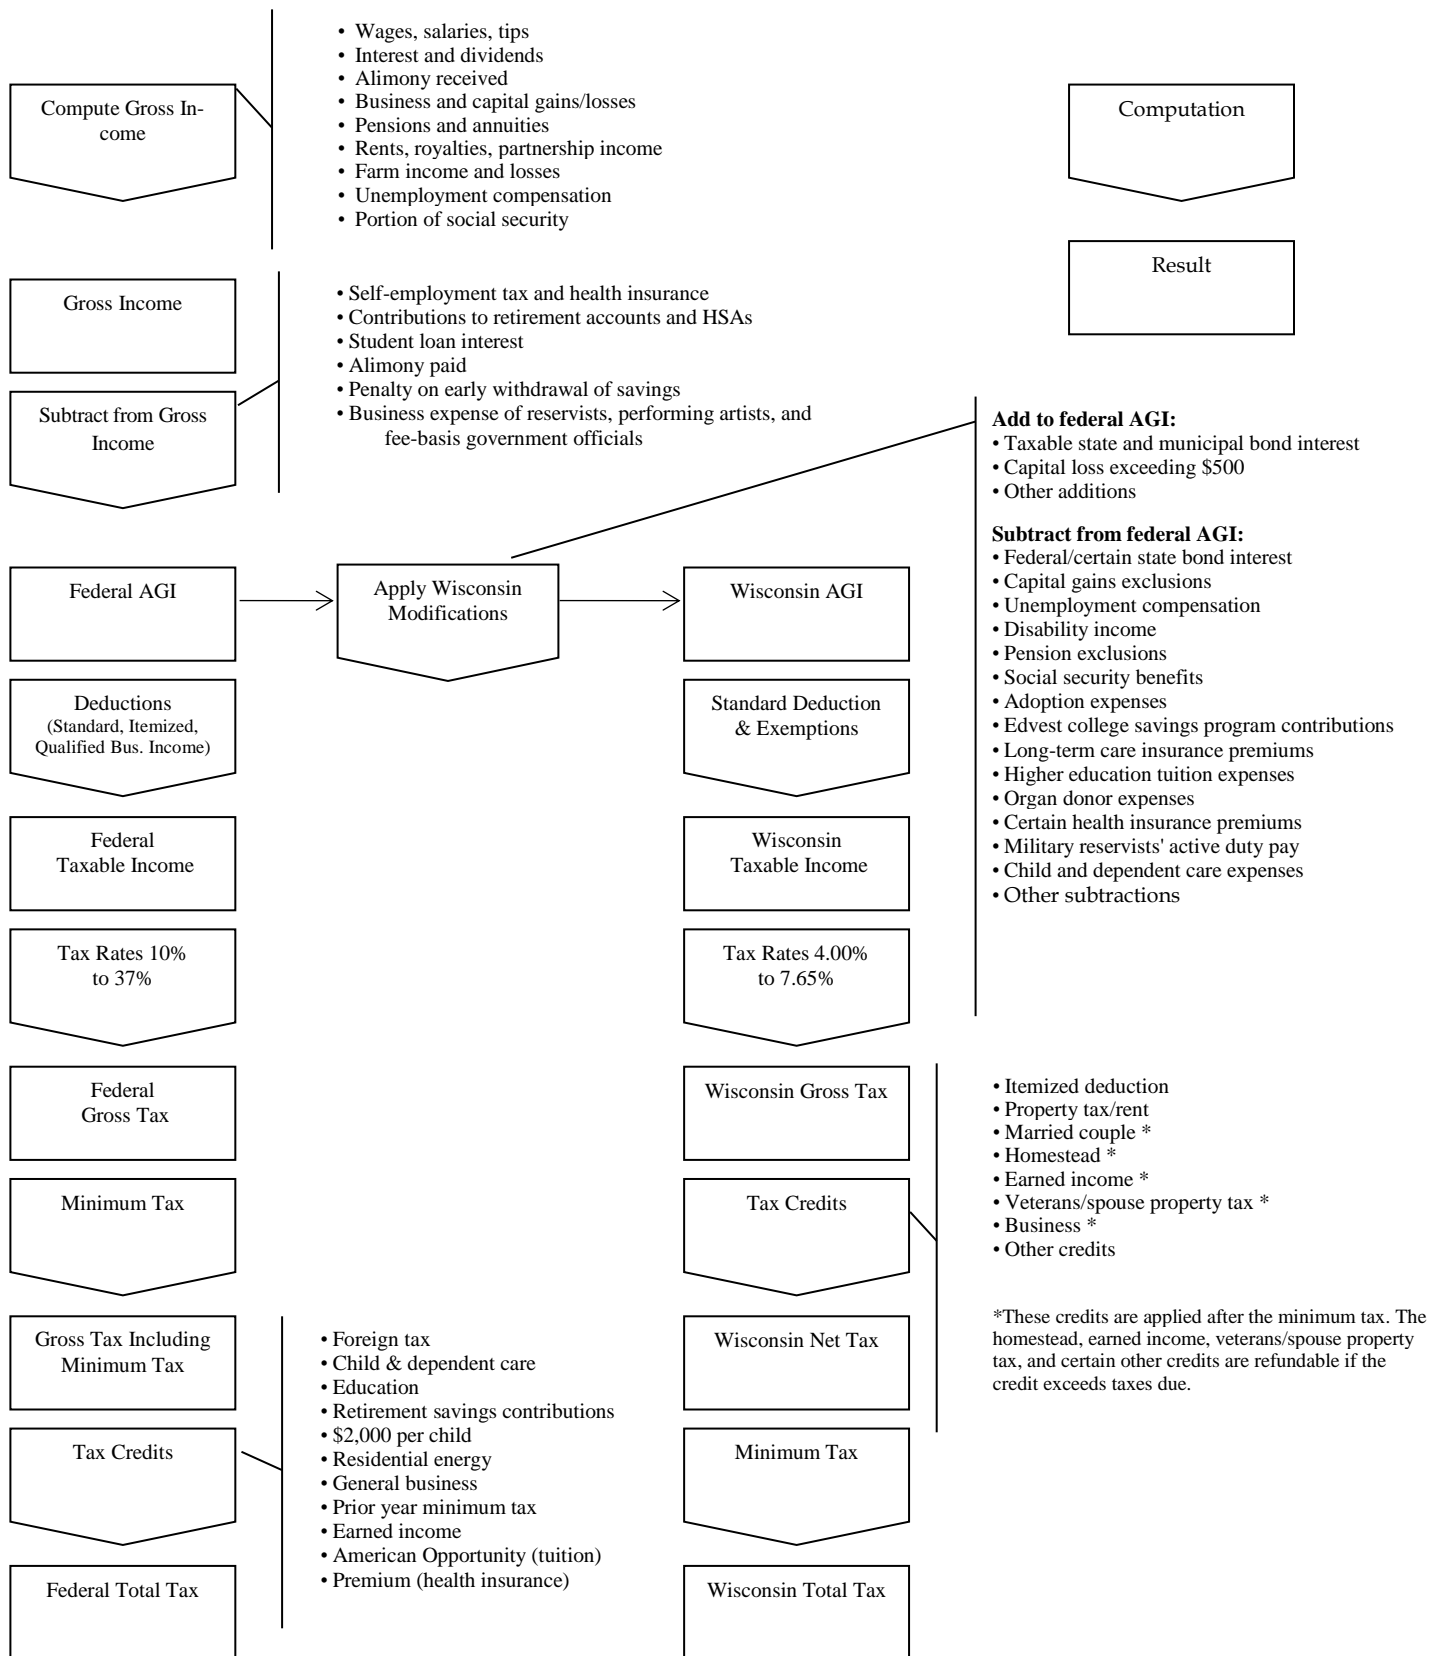 • Wages, salaries, tips
• Interest and dividends
• Alimony received
• Business and capital gains/losses
• Pensions and annuities
• Rents, royalties, partnership income
• Farm income and losses
• Unemployment compensation
• Portion of social security
Compute Gross In-
come
Computation
Result
Gross Income
• Self-employment tax and health insurance
• Contributions to retirement accounts and HSAs
• Student loan interest
• Alimony paid
• Penalty on early withdrawal of savings
• Business expense of reservists, performing artists, and
fee-basis government officials
Subtract from Gross
Income
Add to federal AGI:
• Taxable state and municipal bond interest
• Capital loss exceeding $500
• Other additions
Subtract from federal AGI:
• Federal/certain state bond interest
• Capital gains exclusions
• Unemployment compensation
• Disability income
• Pension exclusions
• Social security benefits
• Adoption expenses
• Edvest college savings program contributions
• Long-term care insurance premiums
• Higher education tuition expenses
• Organ donor expenses
• Certain health insurance premiums
• Military reservists' active duty pay
• Child and dependent care expenses
• Other subtractions
Federal AGI
Apply Wisconsin
Modifications
Wisconsin AGI
Deductions
(Standard, Itemized,
Qualified Bus. Income)
Standard Deduction
& Exemptions
Federal
Taxable Income
Wisconsin
Taxable Income
Tax Rates 10%
to 37%
Tax Rates 4.00%
to 7.65%
Federal
Gross Tax
Wisconsin Gross Tax
• Itemized deduction
• Property tax/rent
• Married couple *
• Homestead *
• Earned income *
• Veterans/spouse property tax *
• Business *
• Other credits
Minimum Tax
Tax Credits
*These credits are applied after the minimum tax. The
homestead, earned income, veterans/spouse property
tax, and certain other credits are refundable if the
credit exceeds taxes due.
Gross Tax Including
Minimum Tax
• Foreign tax
• Child & dependent care
• Education
• Retirement savings contributions
• $2,000 per child
• Residential energy
• General business
• Prior year minimum tax
• Earned income
• American Opportunity (tuition)
• Premium (health insurance)
Wisconsin Net Tax
Tax Credits
Minimum Tax
Federal Total Tax
Wisconsin Total Tax